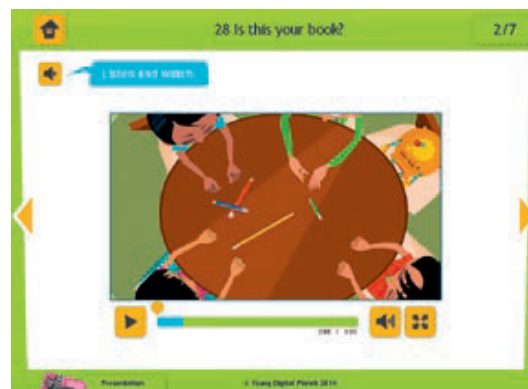 28 Is this your book?
2/7
Listen and watch.
Presentation
© Young Digital Planet 2014